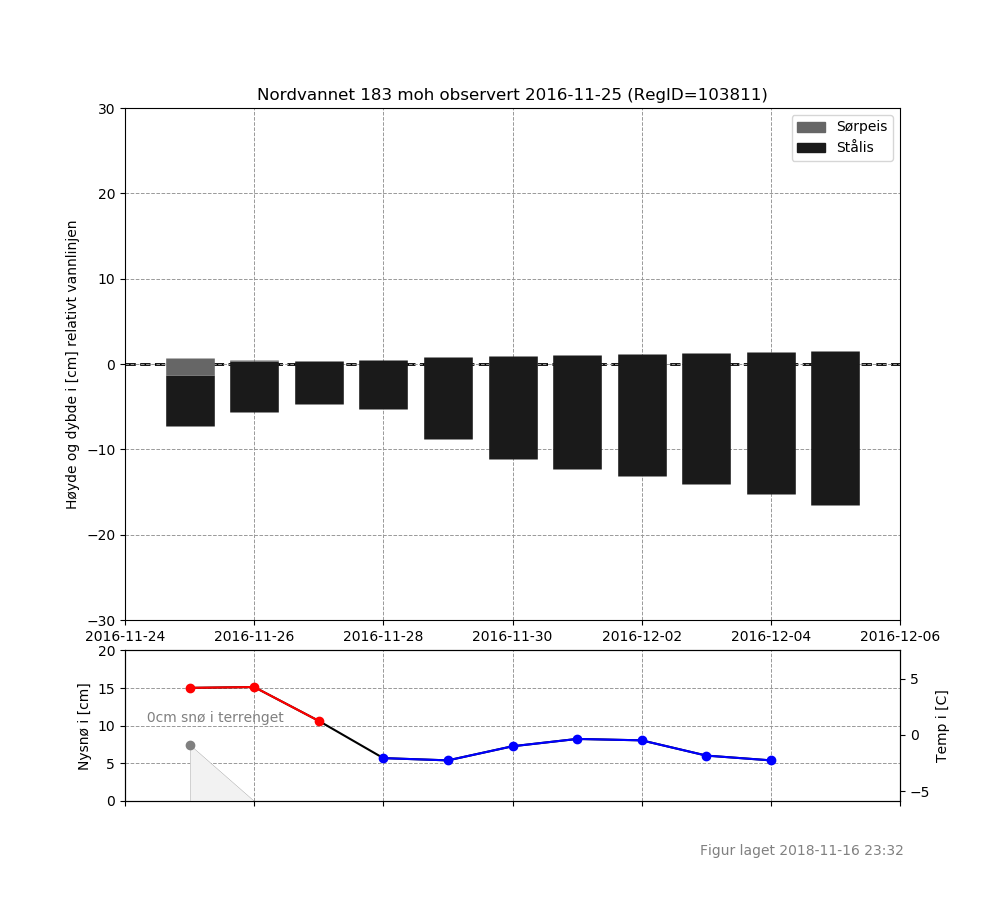 Nordvannet 183 moh observert 2016-11-25 (RegID=103811)
Sørpeis
Stålis
Høyde og dybde i [cm] relativt vannlinjen
30
20
10
0
−10
−20
−30
2016-11-24 2016-11-26 2016-11-28 2016-11-30 2016-12-02 2016-12-04 2016-12-06
Nysnø i [cm]
20
15
10
5
0
0cm snø i terrenget
5
0
−5
Temp i [C]
Figur laget 2018-11-16 23:32